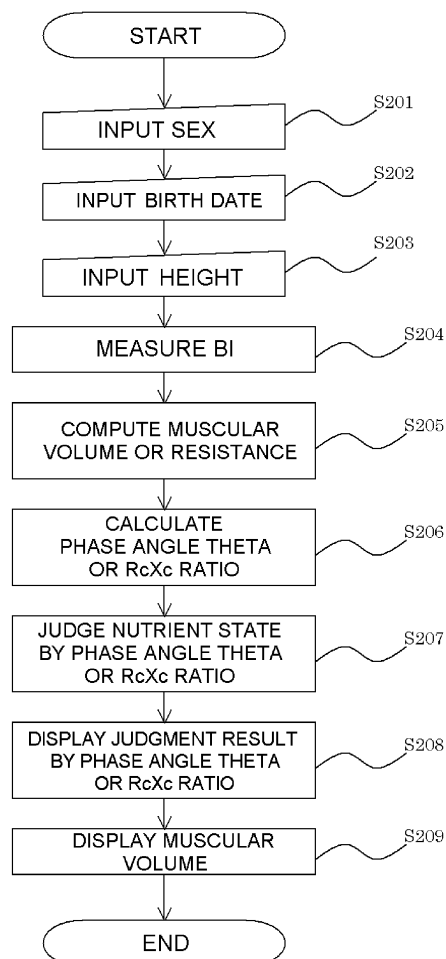 START
INPUT SEX
S201
INPUT BIRTH DATE
S202
INPUT HEIGHT
S203
MEASURE BI
S204
COMPUTE MUSCULAR
VOLUME OR RESISTANCE
S205
CALCULATE
PHASE ANGLE THETA
OR RcXc RATIO
S206
JUDGE NUTRIENT STATE
BY PHASE ANGLE THETA
OR RcXc RATIO
S207
DISPLAY JUDGMENT RESULT
BY PHASE ANGLE THETA
OR RcXc RATIO
S208
DISPLAY MUSCULAR
VOLUME
S209
END